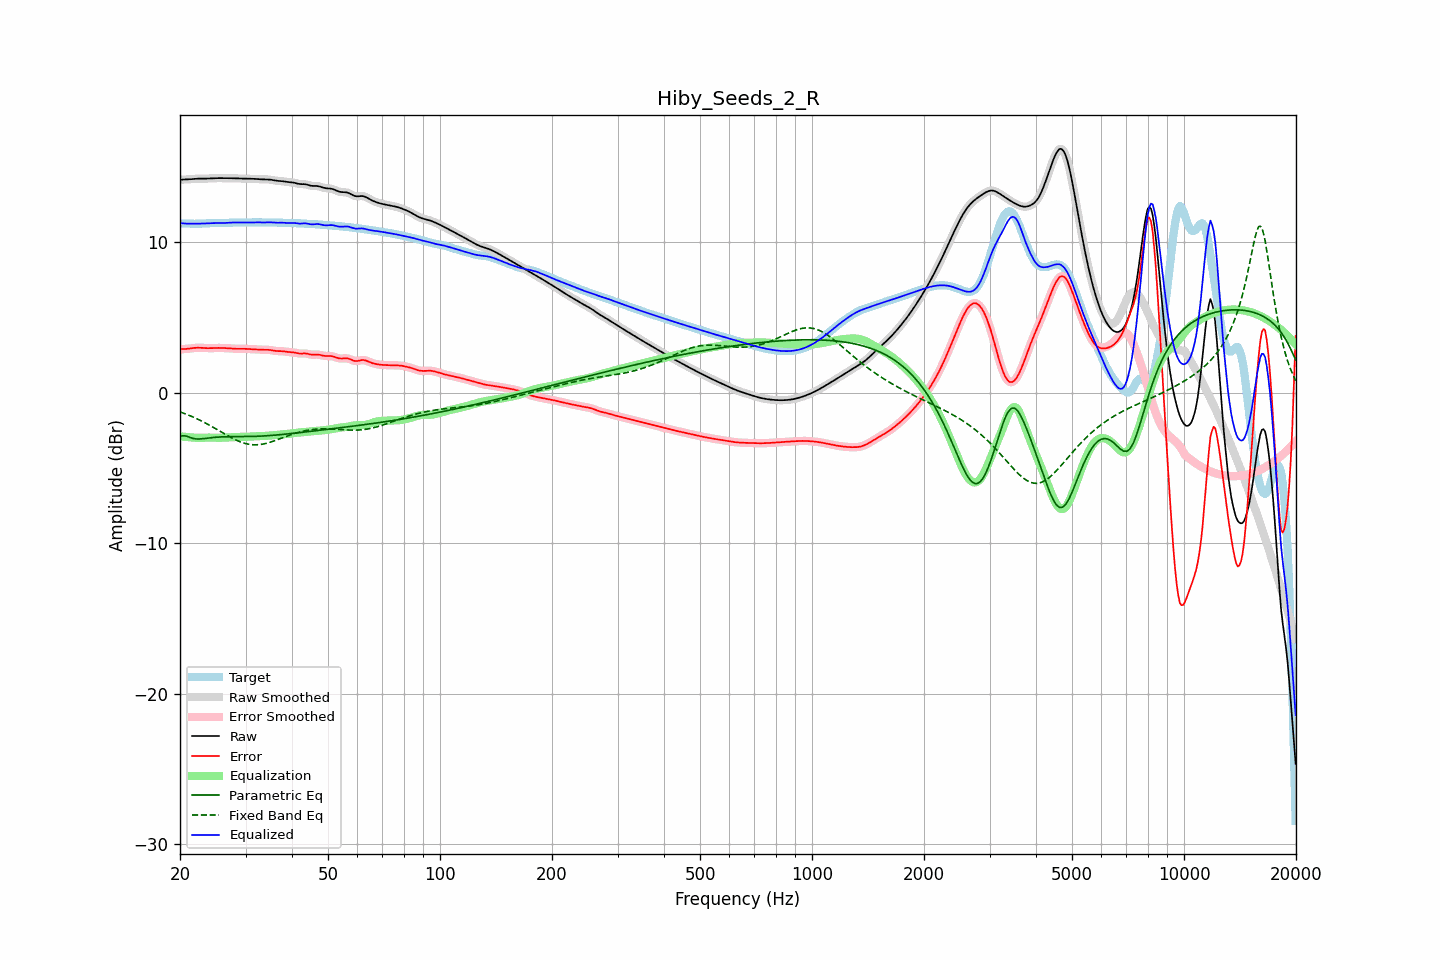 Hiby_Seeds_2_R
Amplitude (dBr)
10
0
−10
−20
−30
Target
Raw Smoothed
Error Smoothed
Raw
Error
Equalization
Parametric Eq
Fixed Band Eq
Equalized
20 50 100 200 500 1000 2000 5000 10000 20000
Frequency (Hz)